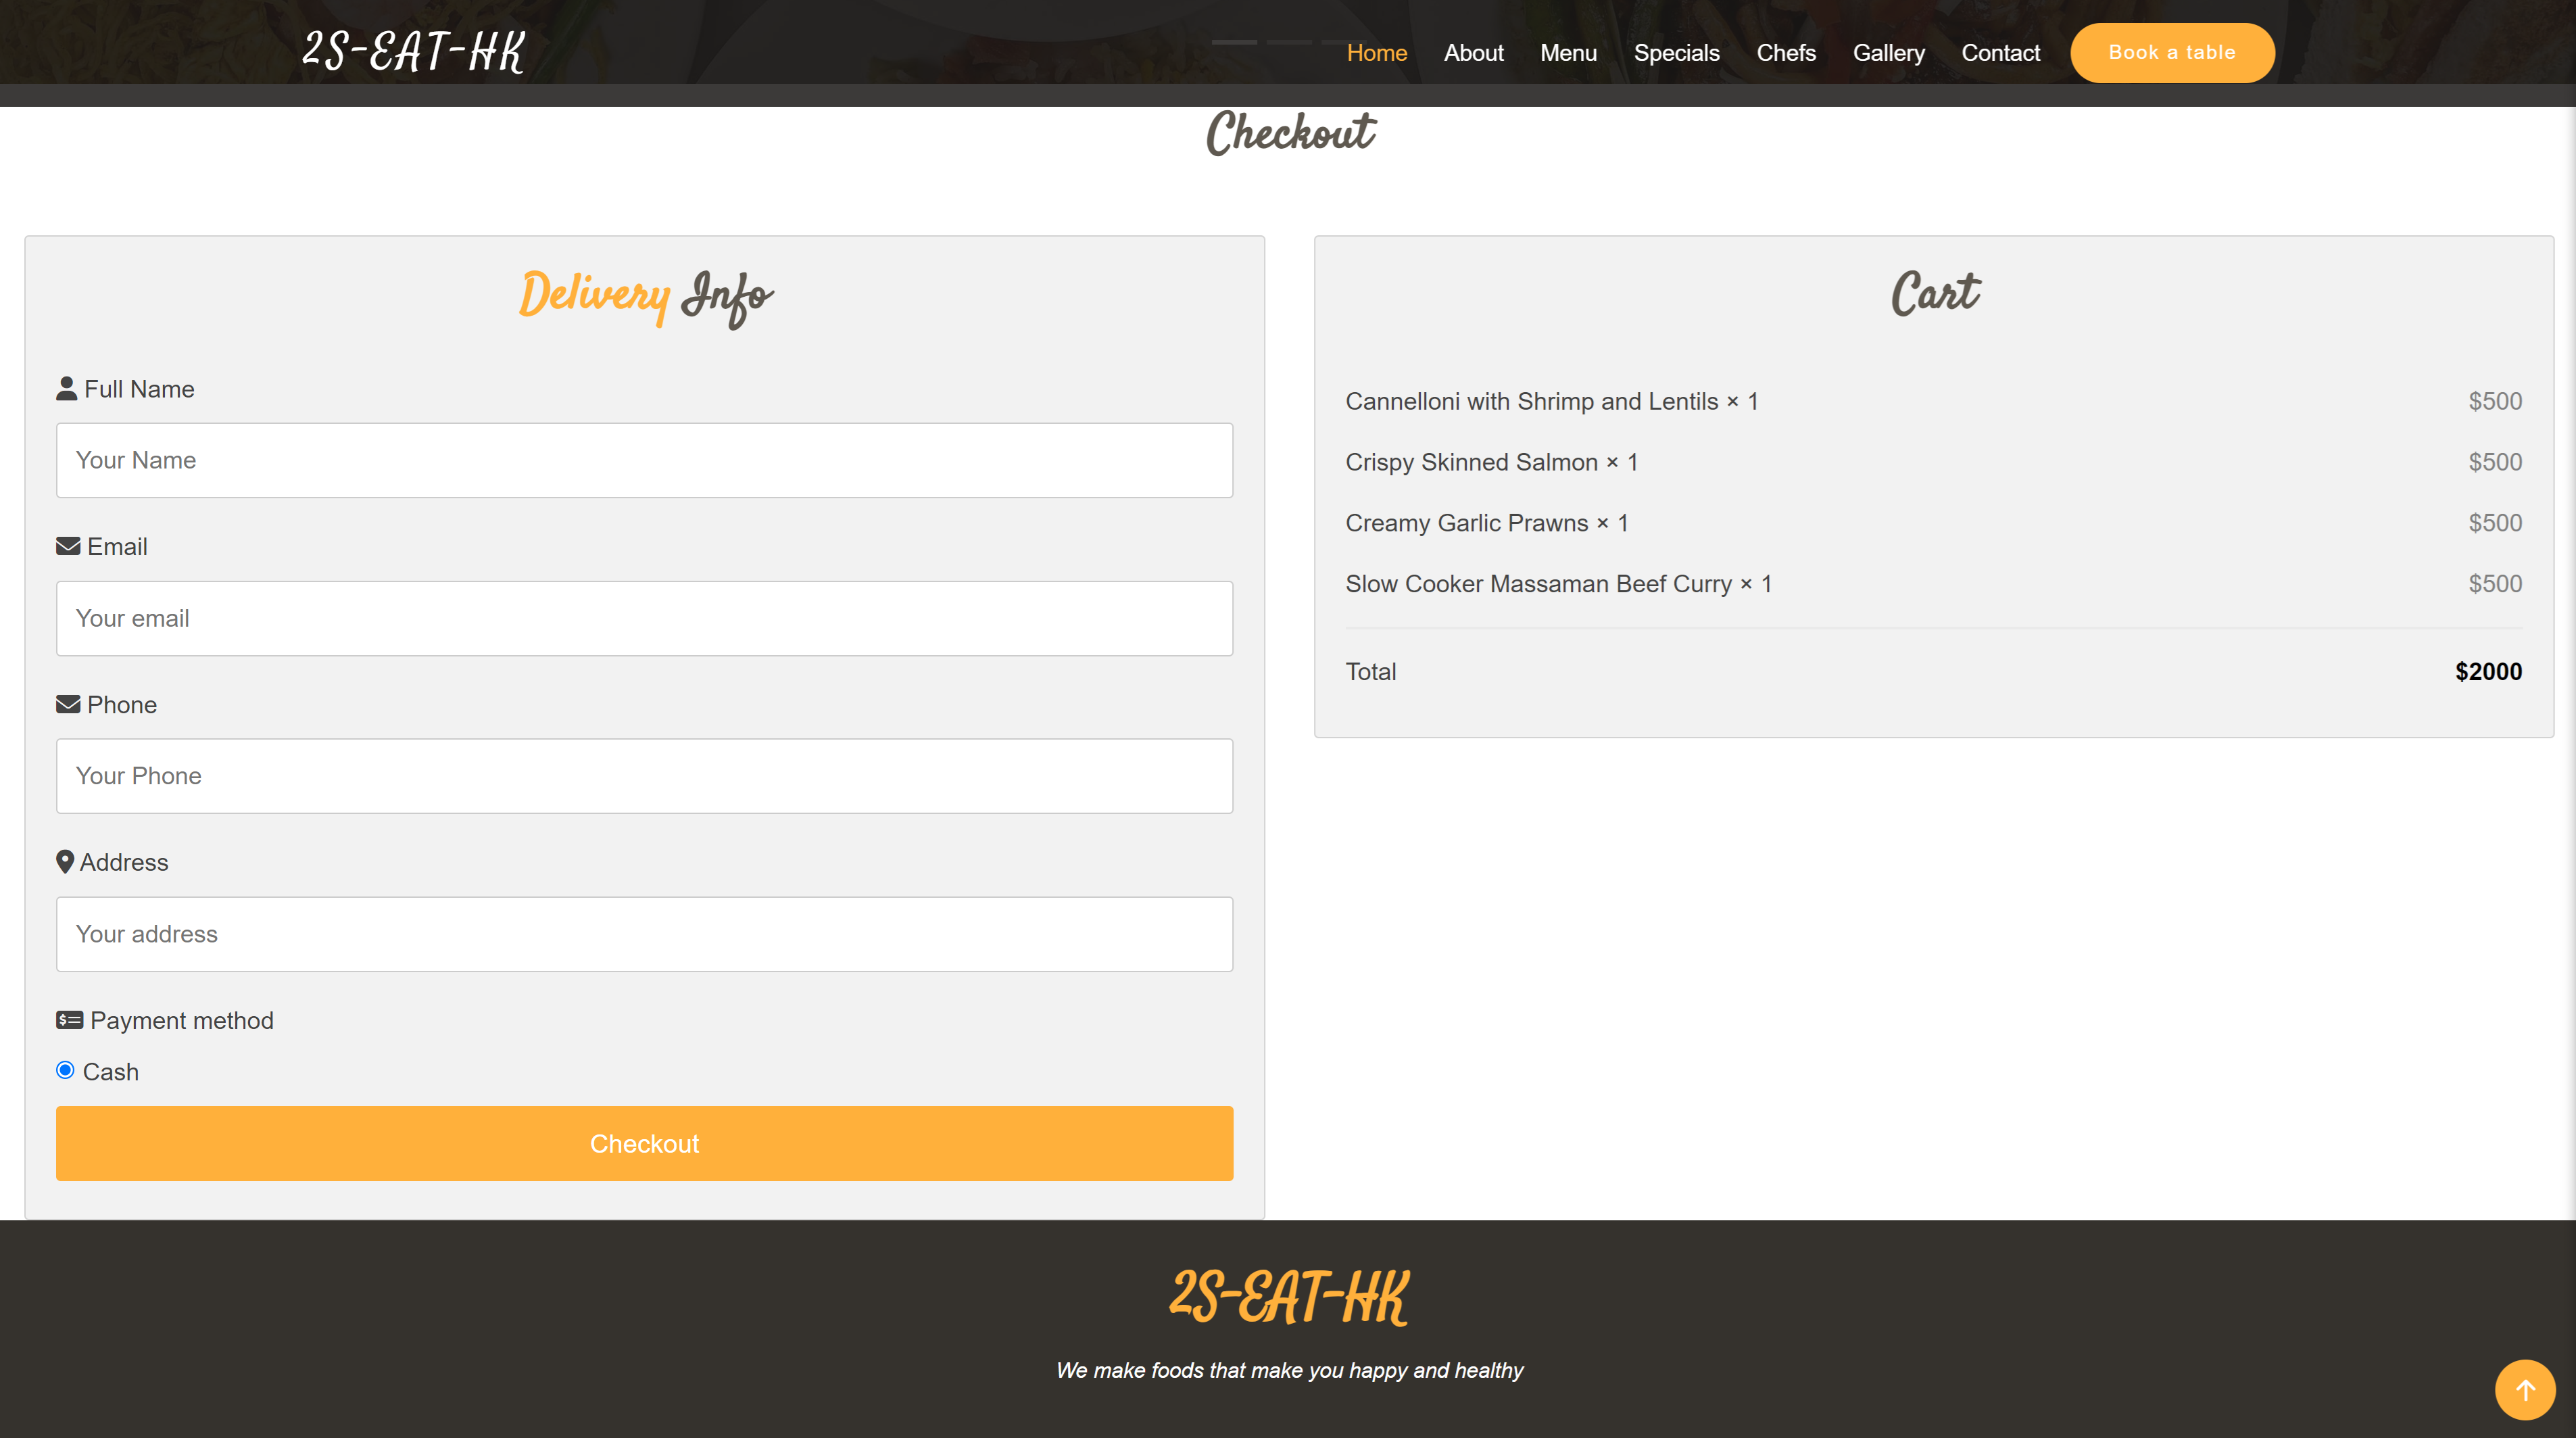 2S-EAT-HK
Home About Menu Specials Chefs Gallery Contact Book a table
Checkout
Delivery Info
Full Name
Your Name
Email
Your email
Phone
Your Phone
Address
Your address
Payment method
Cash
Checkout
Cart
Cannelloni with Shrimp and Lentils × 1 $500
Crispy Skinned Salmon × 1 $500
Creamy Garlic Prawns × 1 $500
Slow Cooker Massaman Beef Curry × 1 $500
Total $2000
2S-EAT-HK
We make foods that make you happy and healthy